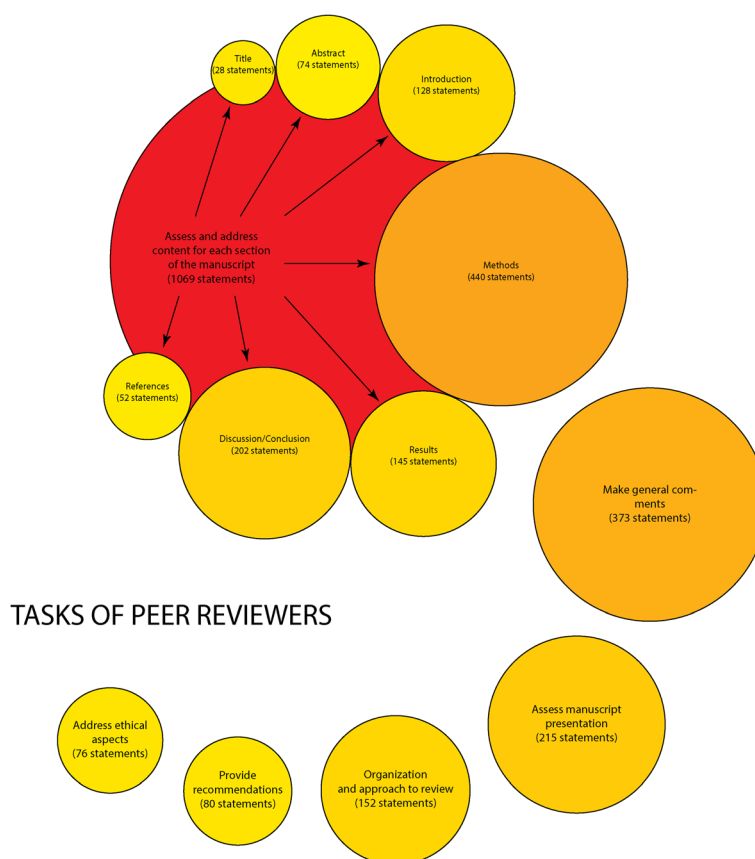 Title
(28 statements)
Abstract
(74 statements)
Introduction
(128 statements)
Assess and address
content for each section
of the manuscript
(1069 statements)
Methods
(440 statements)
References
(52 statements)
Discussion/Conclusion
(202 statements)
Results
(145 statements)
Make general com-
ments
(373 statements)
TASKS OF PEER REVIEWERS
Address ethical
aspects
(76 statements)
Provide
recommendations
(80 statements)
Organization
and approach to review
(152 statements)
Assess manuscript
presentation
(215 statements)